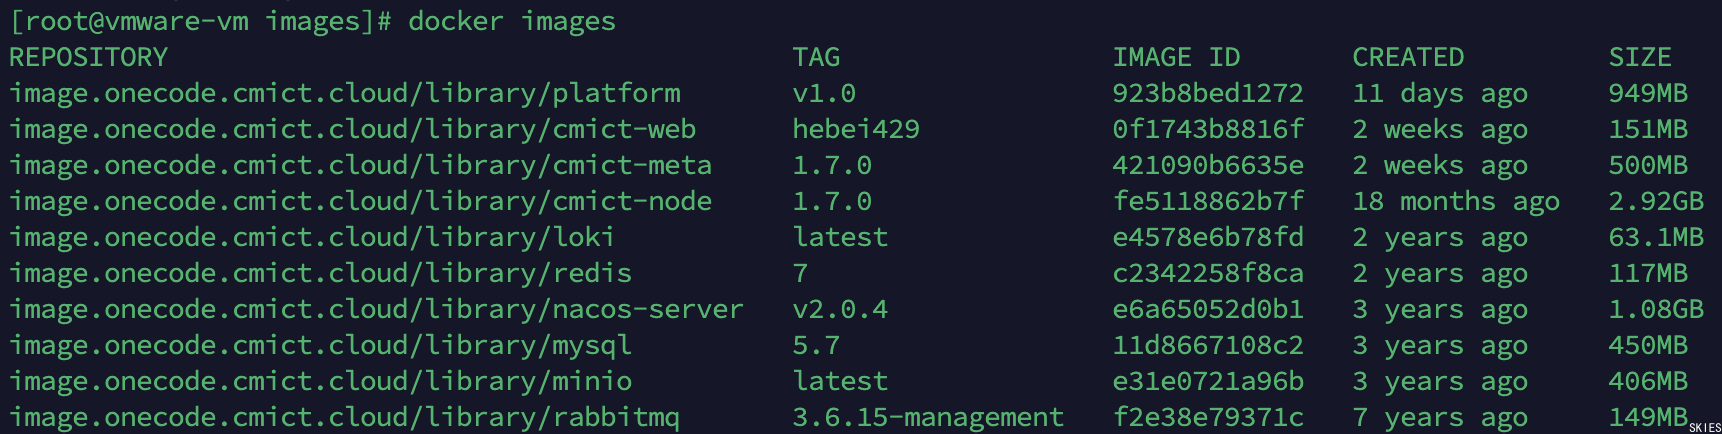 [root@vmware-vm images]# docker images
REPOSITORY TAG IMAGE ID CREATED SIZE
image.onecode.cmict.cloud/library/platform v1.0 923b8bed1272 11 days ago 949MB
image.onecode.cmict.cloud/library/cmict-web hebei429 0f1743b8816f 2 weeks ago 151MB
image.onecode.cmict.cloud/library/cmict-meta 1.7.0 421090b6635e 2 weeks ago 500MB
image.onecode.cmict.cloud/library/cmict-node 1.7.0 fe5118862b7f 18 months ago 2.92GB
image.onecode.cmict.cloud/library/loki latest e4578e6b78fd 2 years ago 63.1MB
image.onecode.cmict.cloud/library/redis 7 c2342258f8ca 2 years ago 117MB
image.onecode.cmict.cloud/library/nacos-server v2.0.4 e6a65052d0b1 3 years ago 1.08GB
image.onecode.cmict.cloud/library/mysql 5.7 11d8667108c2 3 years ago 450MB
image.onecode.cmict.cloud/library/minio latest e31e0721a96b 3 years ago 406MB
image.onecode.cmict.cloud/library/rabbitmq 3.6.15-management f2e38e79371c 7 years ago 149MB
SKIES